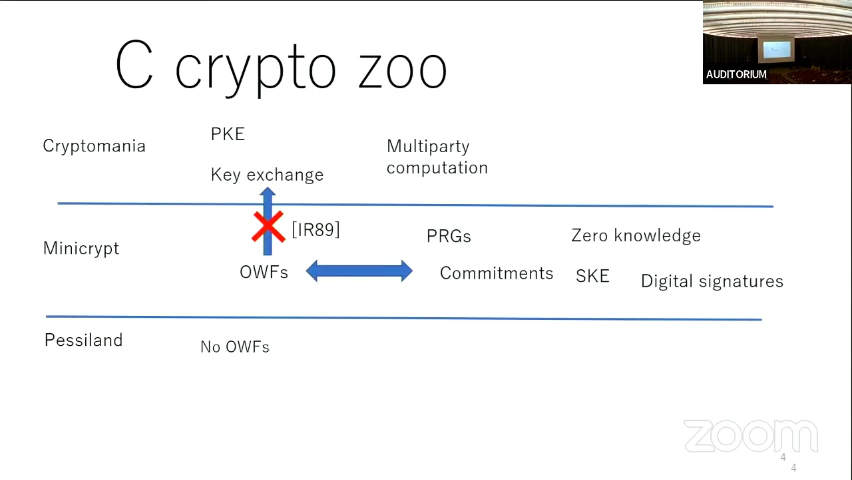 C crypto zoo
AUDITORIUM
Cryptomania
PKE
Key exchange
Multiparty
computation
[IR89]
Minicrypt
OWFs
PRGs
Commitments
Zero knowledge
SKE
Digital signatures
Pessiland
No OWFs
zoom
4
4